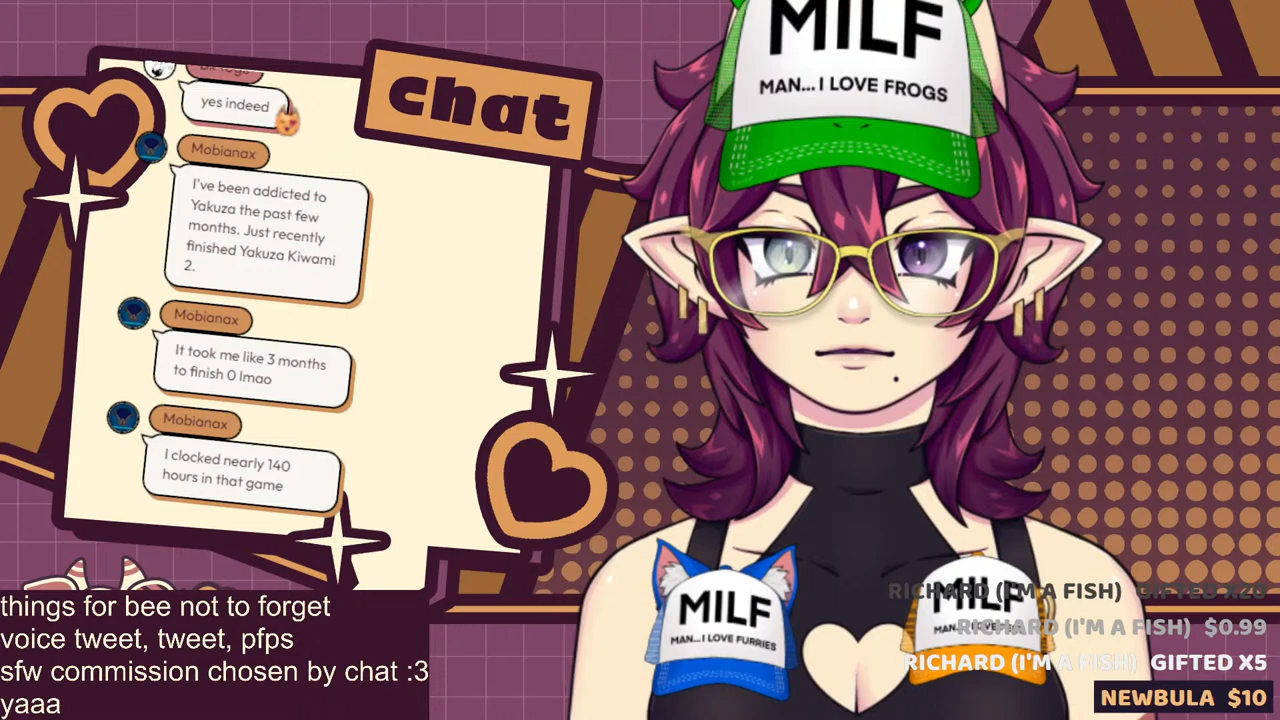 chat
yes indeed
Mobianax
I've been addicted to
Yakuza the past few
months. Just recently
finished Yakuza Kiwami
2.
Mobianax
It took me like 3 months
to finish 0 lmao
Mobianax
I clocked nearly 140
hours in that game
things for bee not to forget
voice tweet, tweet, pfps
sfw commission chosen by chat :3
yaaa
MILF
MAN... I LOVE FROGS
MILF
MAN...I LOVE FURRIES
MILF
RICHARD (I'M A FISH) GIFTED X20
RICHARD (I'M A FISH) $0.99
RICHARD (I'M A FISH) GIFTED X5
NEWBULA $10